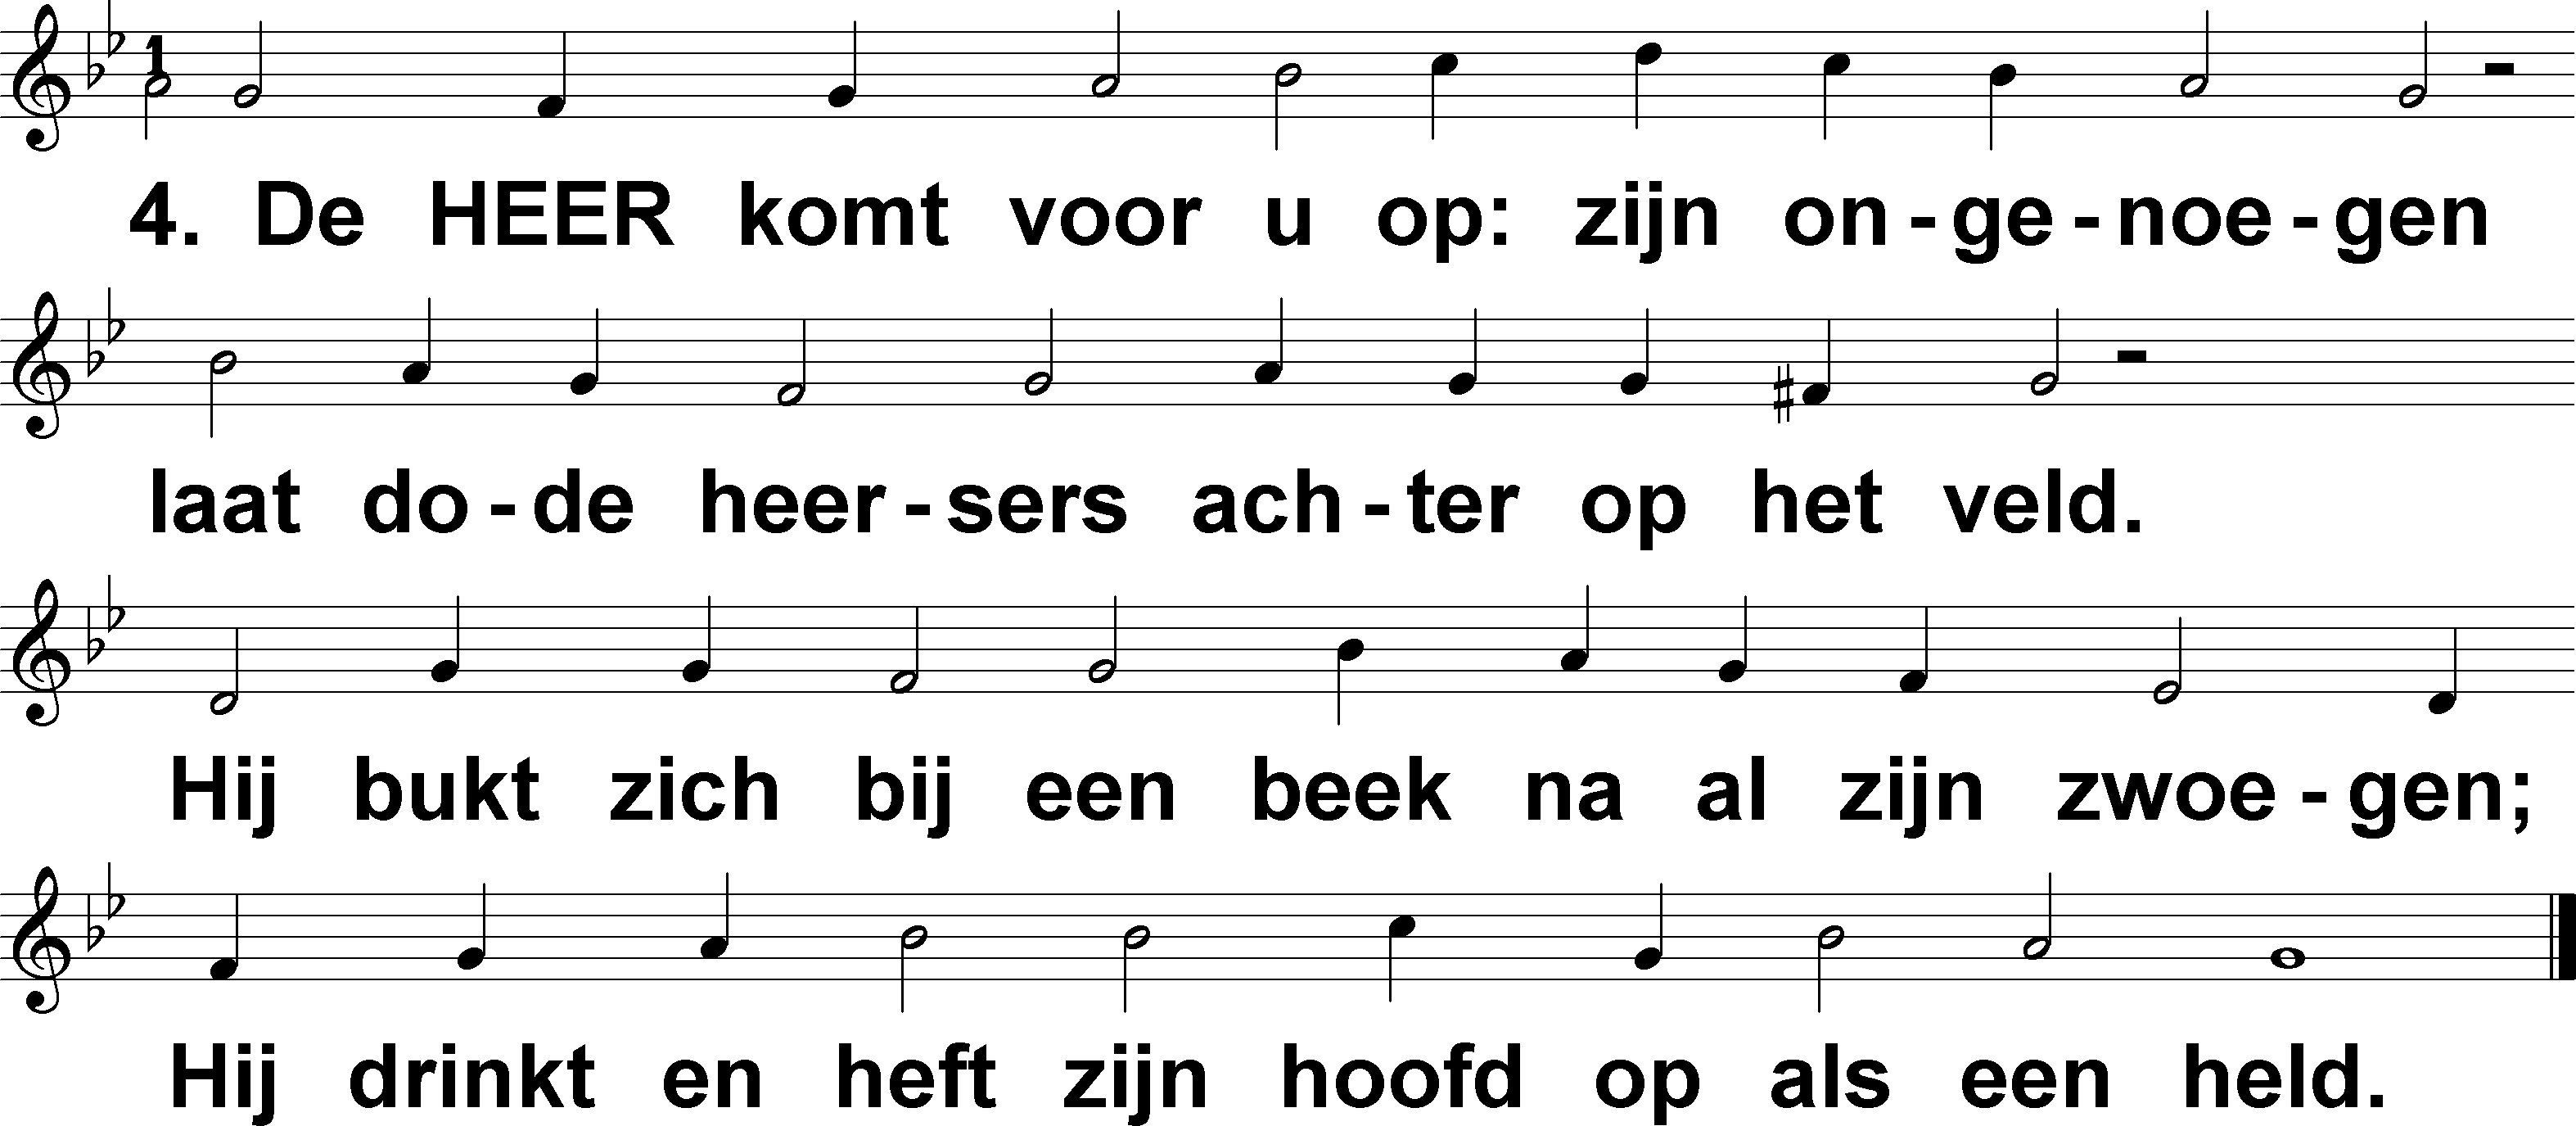 4. De HEER komt voor u op: zijn on-ge-noe-gen
laat do-de heer-sers ach-ter op het veld.
Hij bukt zich bij een beek na al zijn zwoe-gen;
Hij drinkt en heft zijn hoofd op als een held.